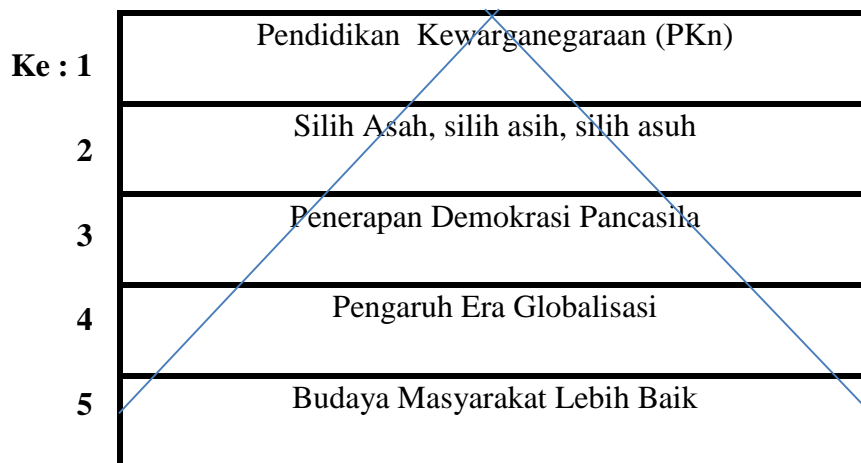 Pendidikan Kewarganegaraan (PKn)
Ke : 1
Silih Asah, silih asih, silih asuh
2
Penerapan Demokrasi Pancasila
3
Pengaruh Era Globalisasi
4
Budaya Masyarakat Lebih Baik
5